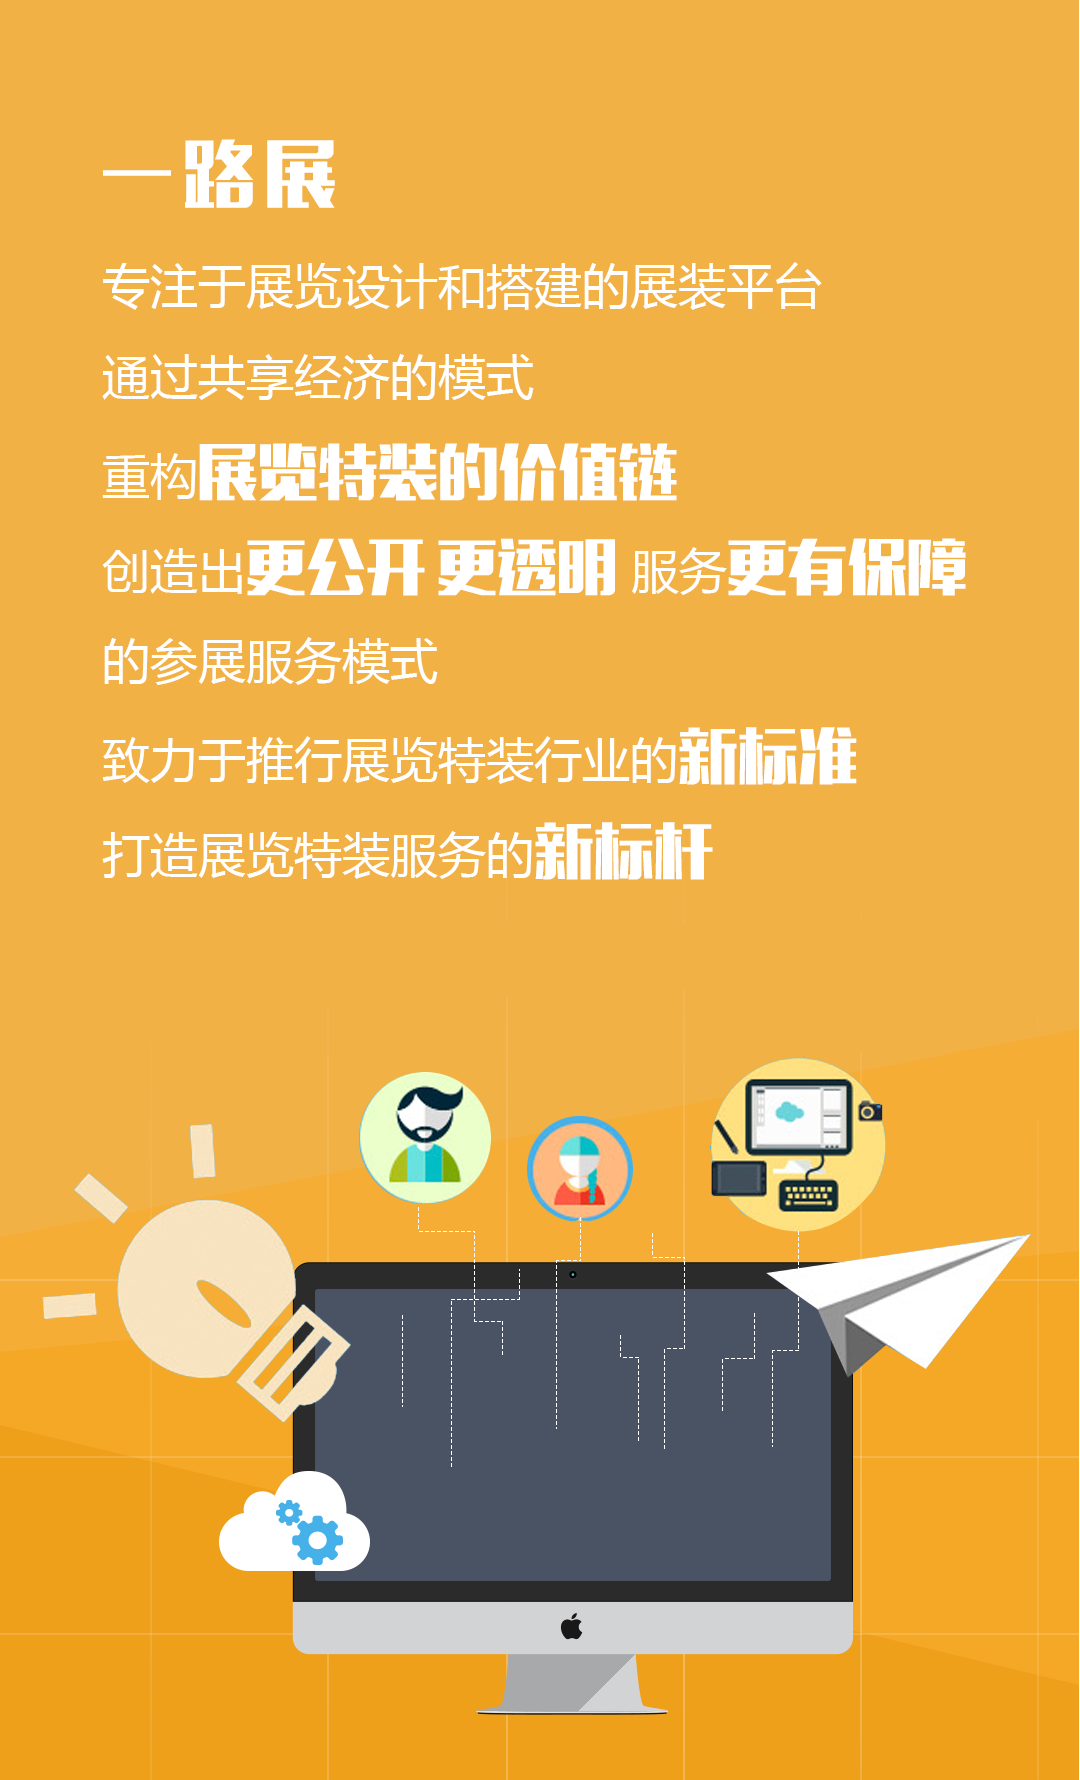 一路展
专注于展览设计和搭建的展装平台
通过共享经济的模式
重构展览特装的价值链
创造出更公开 更透明 服务更有保障
的参展服务模式
致力于推行展览特装行业的新标准
打造展览特装服务的新标杆